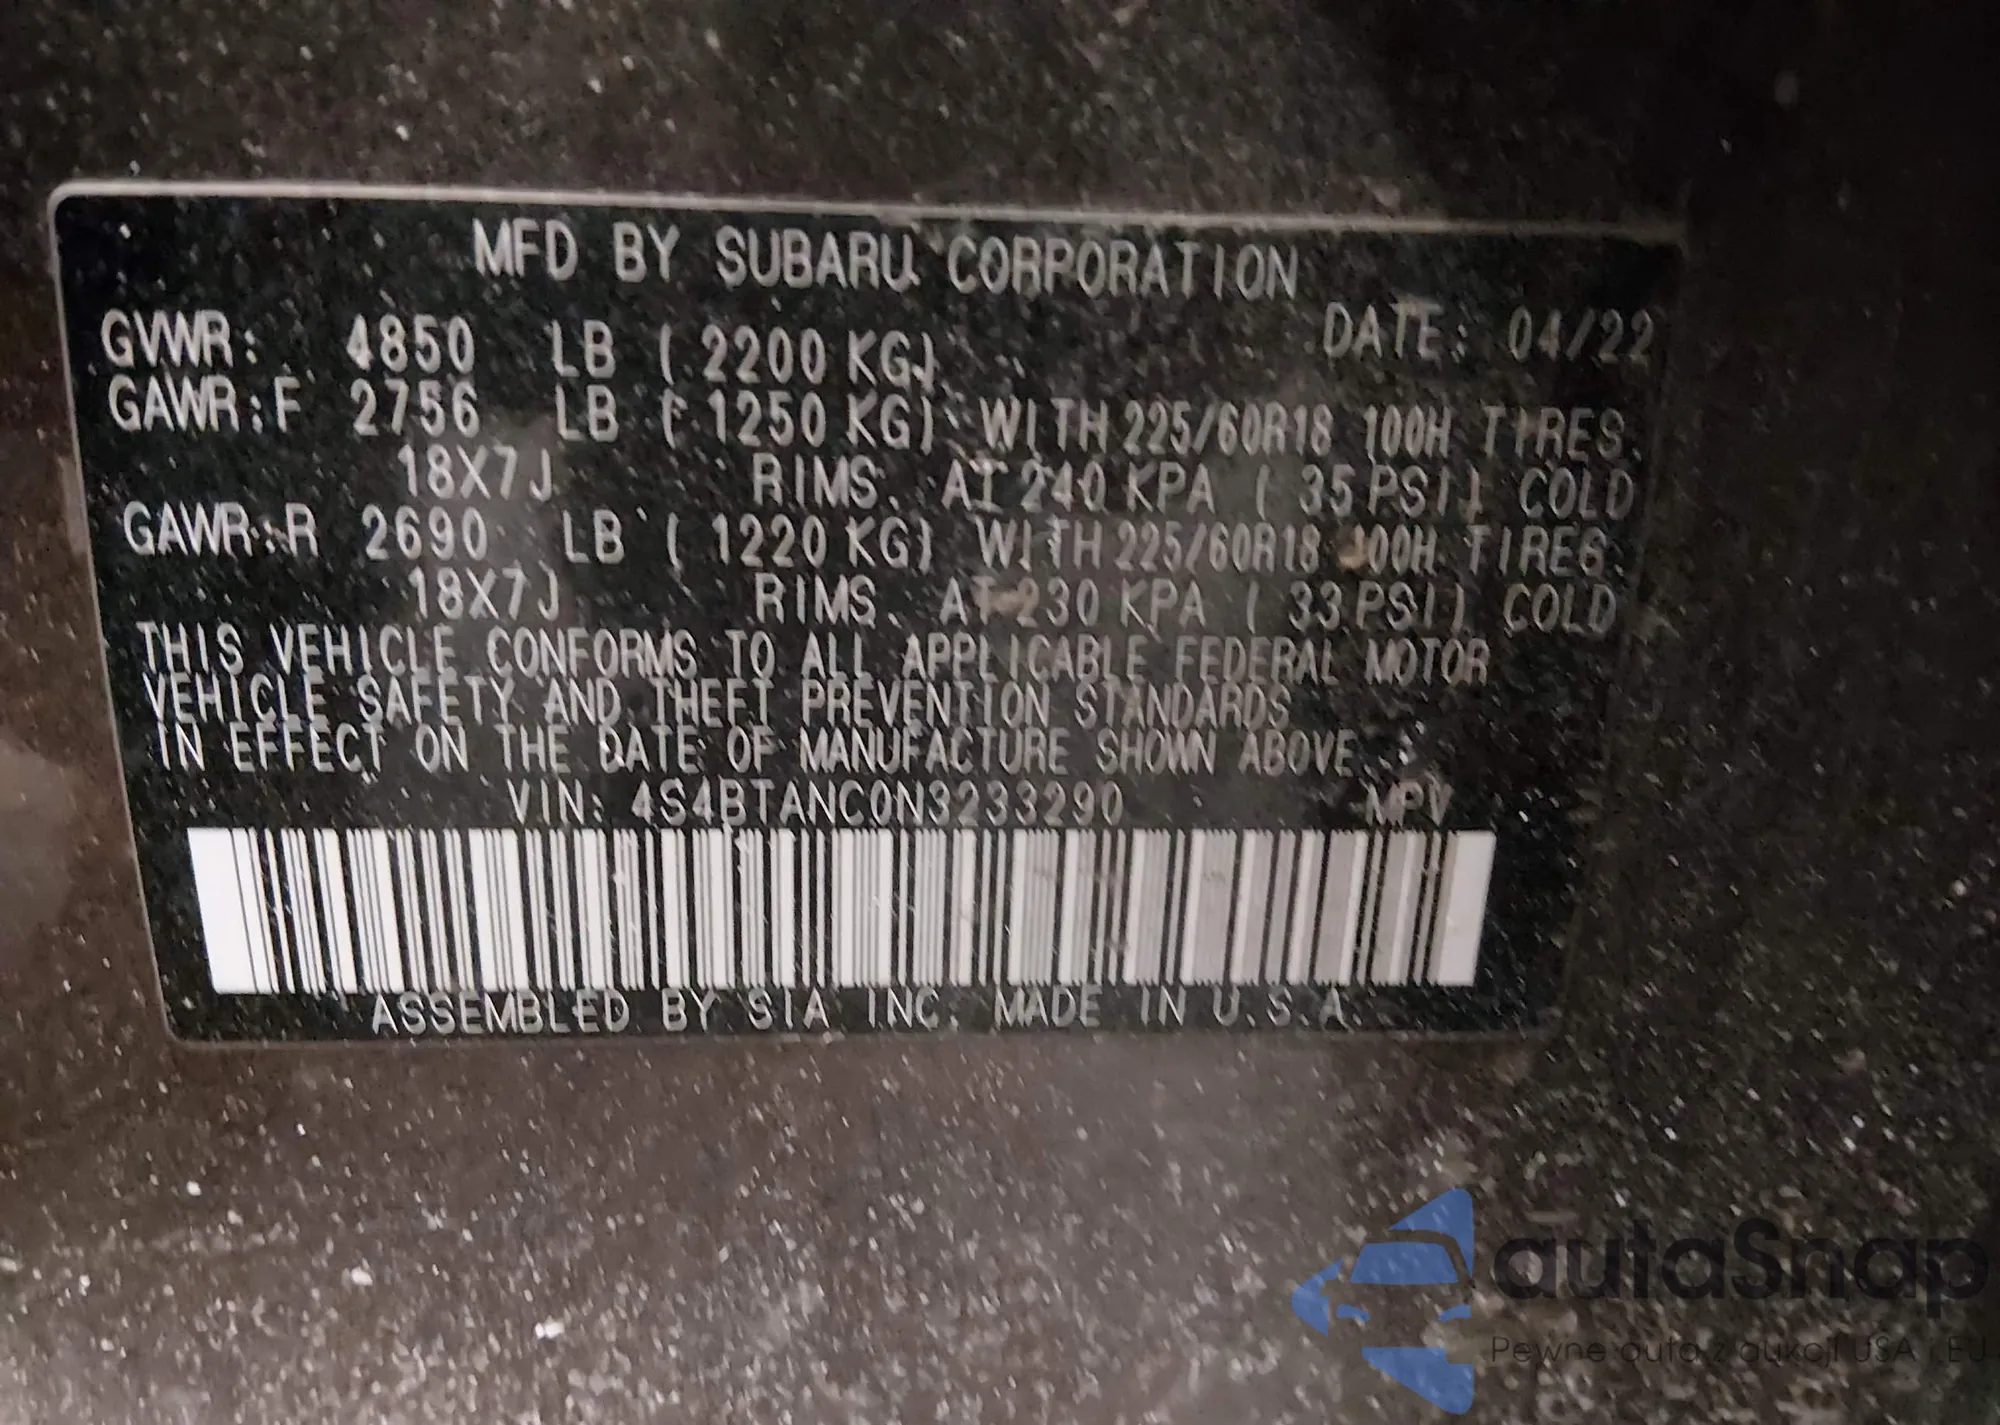 MFD BY SUBARU CORPORATION
DATE: 04/22
GVWR: 4850 LB ( 2200 KG)
GAWR:F 2756 LB ( 1250 KG) WITH 225/60R18 100H TIRES.
18X7J RIMS. AT 240 KPA ( 35 PSI) COLD
GAWR:R 2690 LB ( 1220 KG) WITH 225/60R18 100H TIRES.
18X7J RIMS. AT 230 KPA ( 33 PSI) COLD
THIS VEHICLE CONFORMS TO ALL APPLICABLE FEDERAL MOTOR
VEHICLE SAFETY AND THEFT PREVENTION STANDARDS
IN EFFECT ON THE DATE OF MANUFACTURE SHOWN ABOVE.
VIN: 4S4BTANC0N3233290 MPV
ASSEMBLED BY SIA INC. MADE IN U.S.A.
autaSnap
Pewne auta z aukcji USA i EU